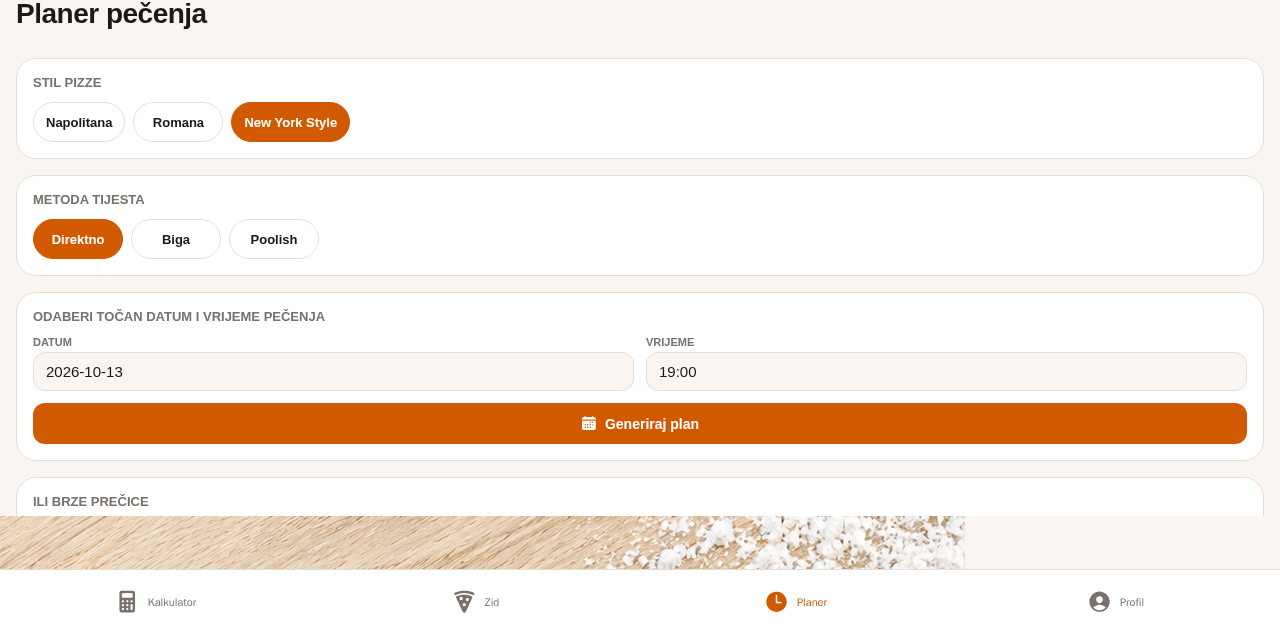 Planer pečenja
STIL PIZZE
Napolitana
Romana
New York Style
METODA TIJESTA
Direktno
Biga
Poolish
ODABERI TOČAN DATUM I VRIJEME PEČENJA
DATUM
VRIJEME
2026-10-13
19:00
Generiraj plan
ILI BRZE PREČICE
Kalkulator
Zid
Planer
Profil